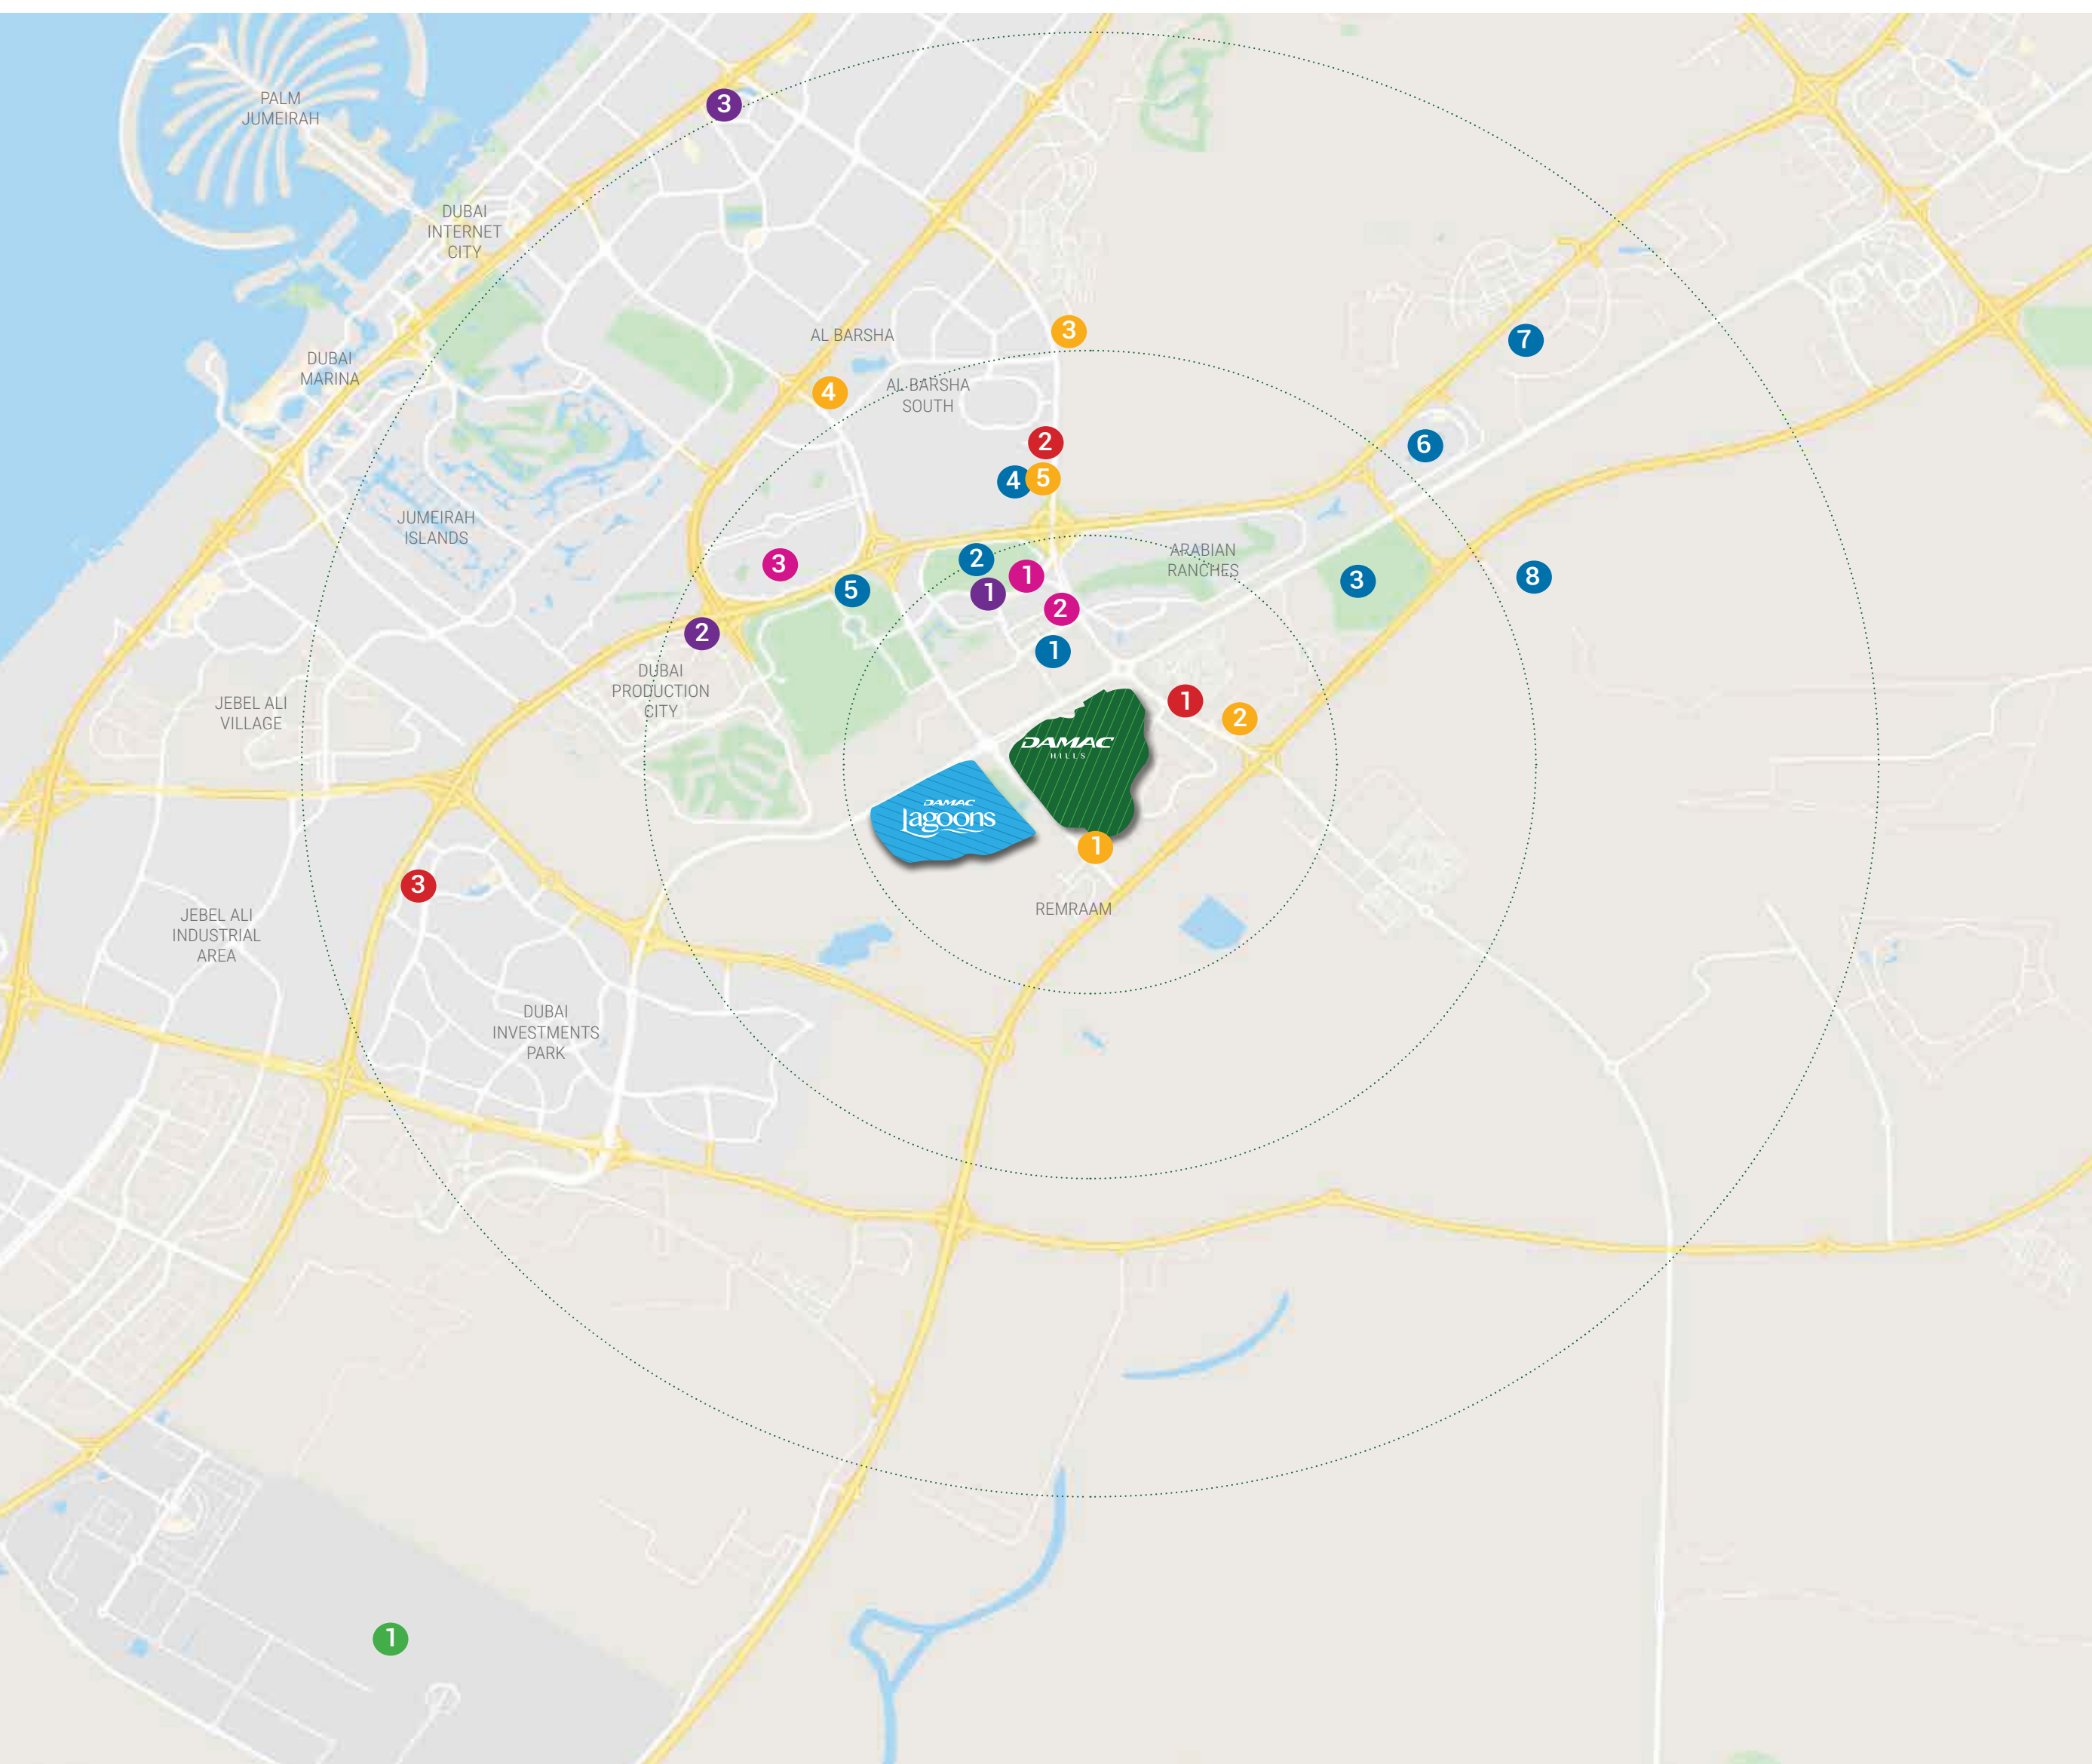 PALM
JUMEIRAH
3
DUBAI
INTERNET
CITY
3
AL BARSHA
7
DUBAI
MARINA
4
AL BARSHA
SOUTH
2
6
4
5
JUMEIRAH
ISLANDS
ARABIAN
RANCHES
2
3
1
3
8
5
1
2
2
1
DUBAI
PRODUCTION
CITY
1
2
JEBEL ALI
VILLAGE
DAMAC
HILLS
DAMAC
lagoons
1
3
REMRAAM
JEBEL ALI
INDUSTRIAL
AREA
DUBAI
INVESTMENTS
PARK
1